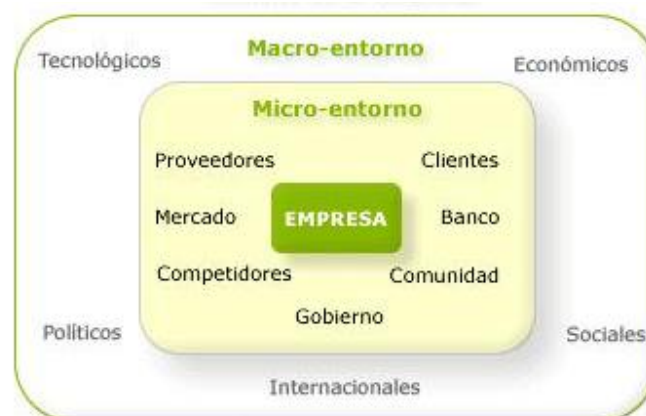 Macro-entorno
Tecnológicos
Económicos
Micro-entorno
Proveedores
Clientes
Mercado
EMPRESA
Banco
Competidores
Comunidad
Gobierno
Políticos
Sociales
Internacionales